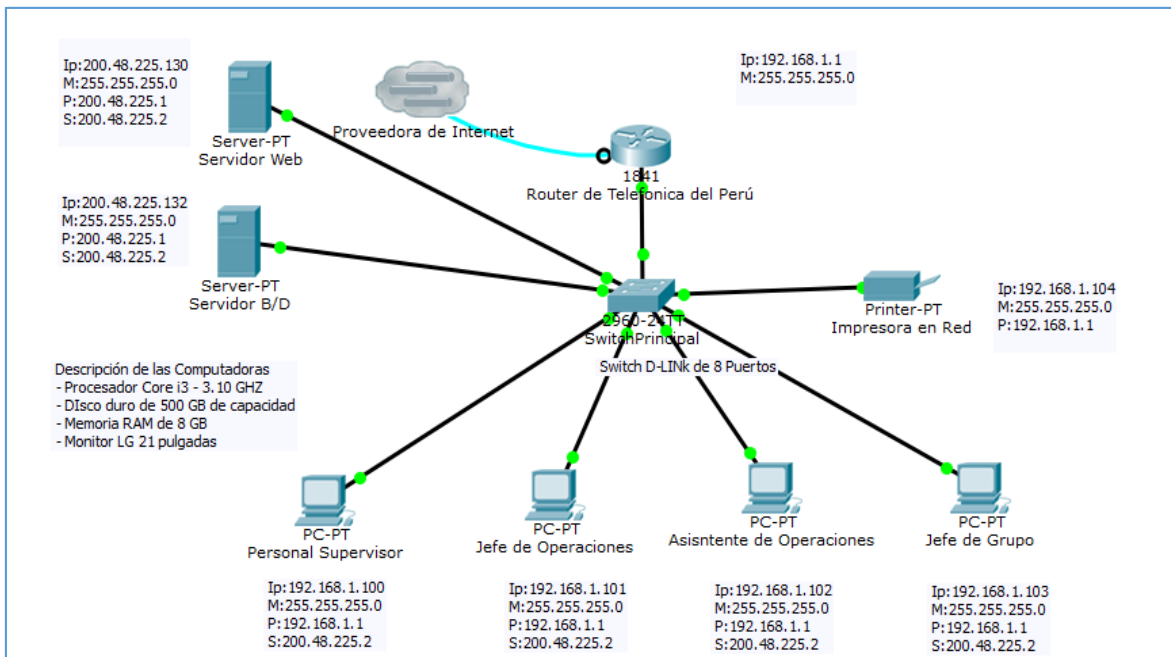 Ip:200.48.225.130
M:255.255.255.0
P:200.48.225.1
S:200.48.225.2
Server-PT
Servidor Web
Proveedora de Internet
Ip:192.168.1.1
M:255.255.255.0
1841
Router de Telefonica del Perú
Ip:200.48.225.132
M:255.255.255.0
P:200.48.225.1
S:200.48.225.2
Server-PT
Servidor B/D
2960-24TT
SwitchPrincipal
Switch D-LINk de 8 Puertos
Printer-PT
Impresora en Red
Ip:192.168.1.104
M:255.255.255.0
P:192.168.1.1
Descripción de las Computadoras
- Procesador Core i3 - 3.10 GHZ
- DIsco duro de 500 GB de capacidad
- Memoria RAM de 8 GB
- Monitor LG 21 pulgadas
PC-PT
Personal Supervisor
Ip:192.168.1.100
M:255.255.255.0
P:192.168.1.1
S:200.48.225.2
PC-PT
Jefe de Operaciones
Ip:192.168.1.101
M:255.255.255.0
P:192.168.1.1
S:200.48.225.2
PC-PT
Asisntente de Operaciones
Ip:192.168.1.102
M:255.255.255.0
P:192.168.1.1
S:200.48.225.2
PC-PT
Jefe de Grupo
Ip:192.168.1.103
M:255.255.255.0
P:192.168.1.1
S:200.48.225.2